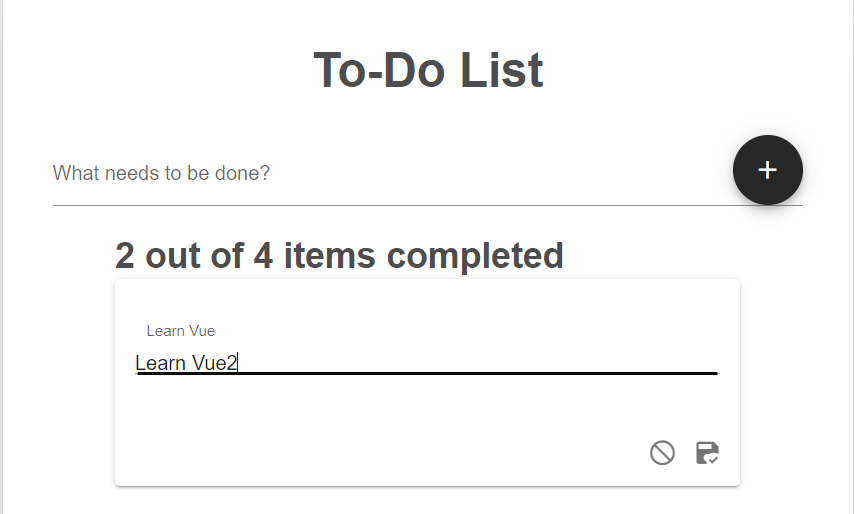 To-Do List
What needs to be done?
+
2 out of 4 items completed
Learn Vue
Learn Vue2